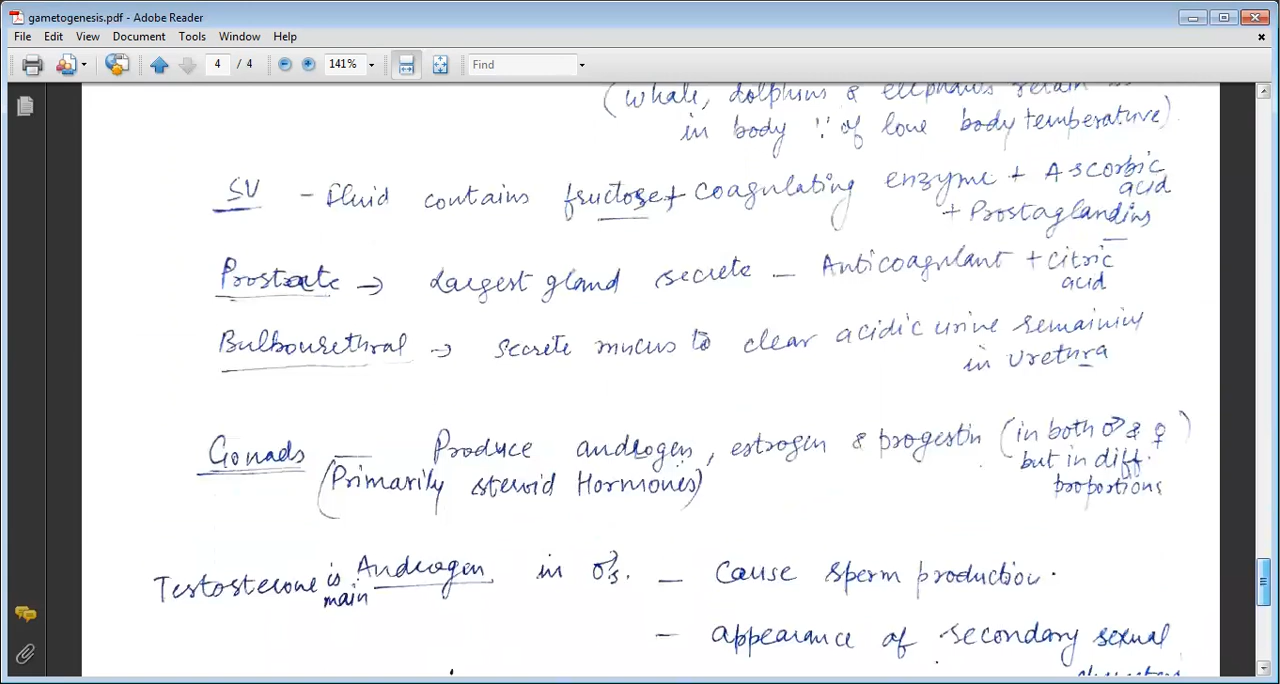 gametogenesis.pdf - Adobe Reader
File Edit View Document Tools Window Help
4 / 4 141% Find
(whale, dolphins & elephants retain
in body ∵ of low body temperature)
SV - Fluid contains fructose + Coagulating enzyme + Ascorbic acid
+ Prostaglandins
Prostrate → Largest gland secrete - Anticoagulant + citric acid
Bulbourethral → secrete mucus to clear acidic urine remaining
in urethra
Gonads Produce androgen, estrogen & progestin (in both ♂ & ♀
(Primarily steroid Hormones) but in diff. proportions)
Testosterone is main Androgen in ♂s. - Cause sperm production.
- appearance of secondary sexual